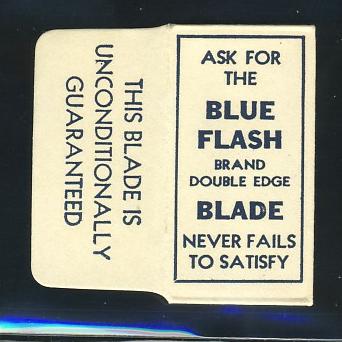 THIS BLADE IS
UNCONDITIONALLY
GUARANTEED
ASK FOR
THE
BLUE
FLASH
BRAND
DOUBLE EDGE
BLADE
NEVER FAILS
TO SATISFY